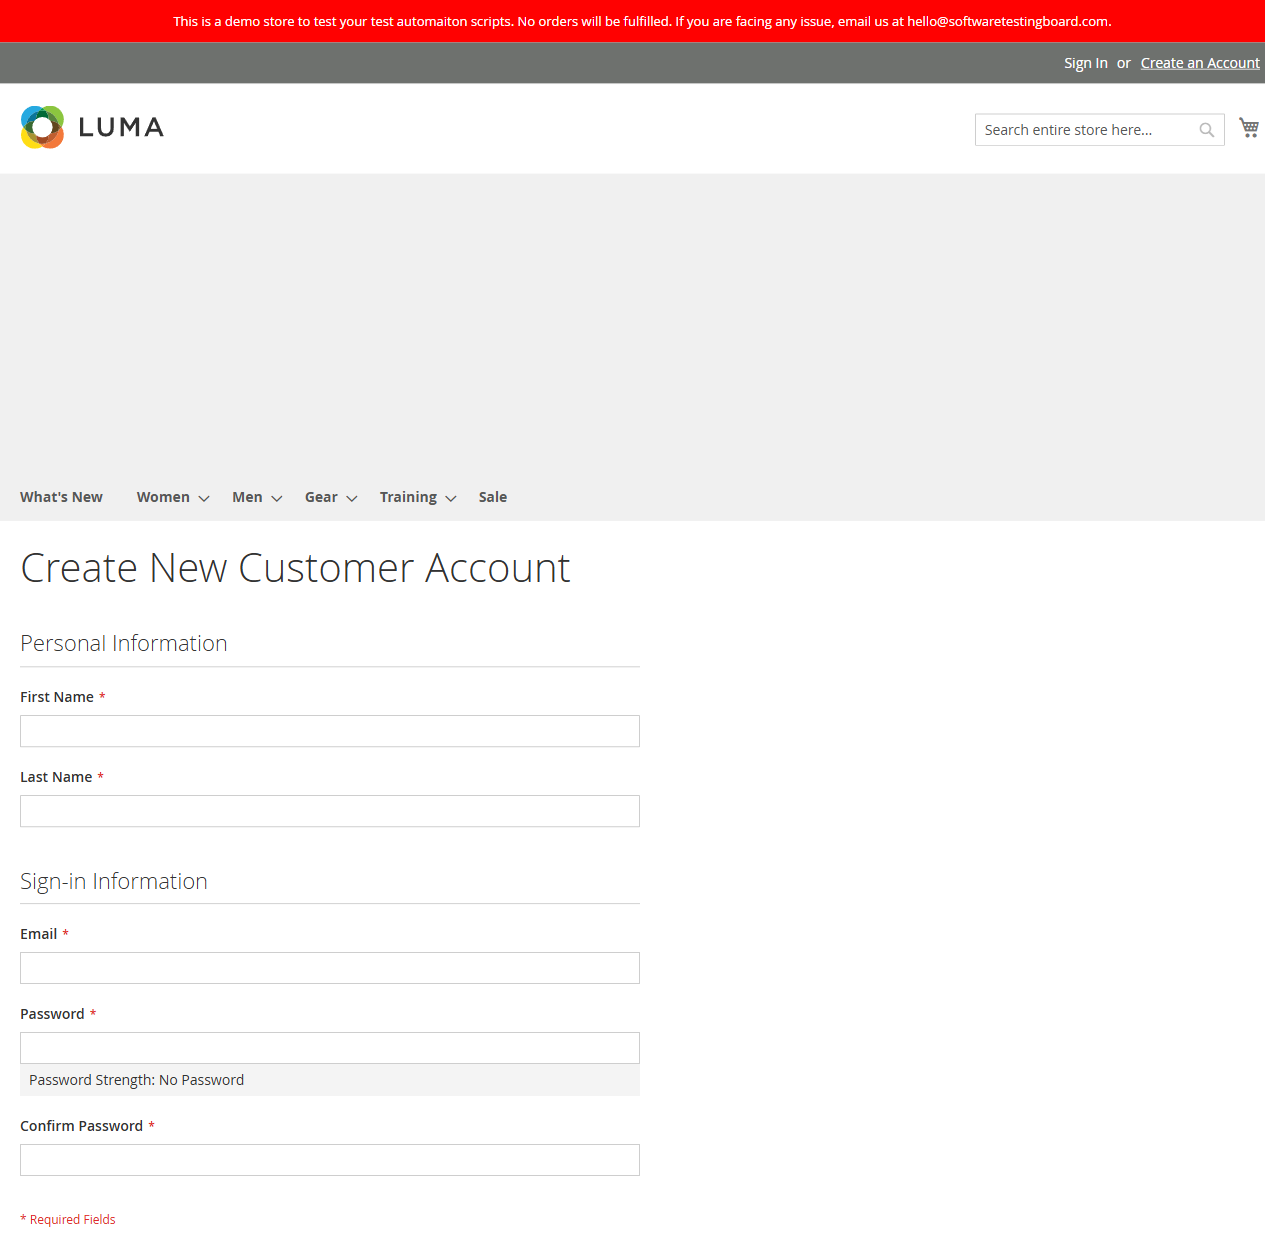 This is a demo store to test your test automaiton scripts. No orders will be fulfilled. If you are facing any issue, email us at hello@softwaretestingboard.com.
Sign In or Create an Account
LUMA
Search entire store here...
What's New Women Men Gear Training Sale
Create New Customer Account
Personal Information
First Name *
Last Name *
Sign-in Information
Email *
Password *
Password Strength: No Password
Confirm Password *
* Required Fields